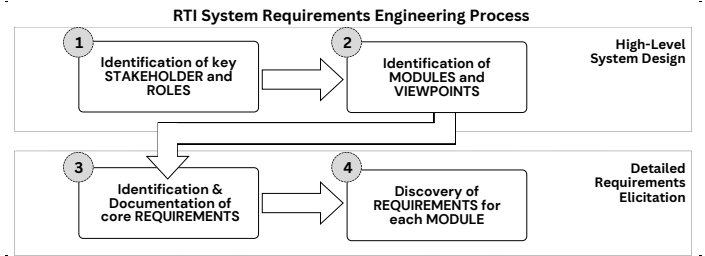 RTI System Requirements Engineering Process
1
Identification of key
STAKEHOLDER and
ROLES
2
Identification of
MODULES and
VIEWPOINTS
High-Level
System Design
3
Identification &
Documentation of
core REQUIREMENTS
4
Discovery of
REQUIREMENTS for
each MODULE
Detailed
Requirements
Elicitation